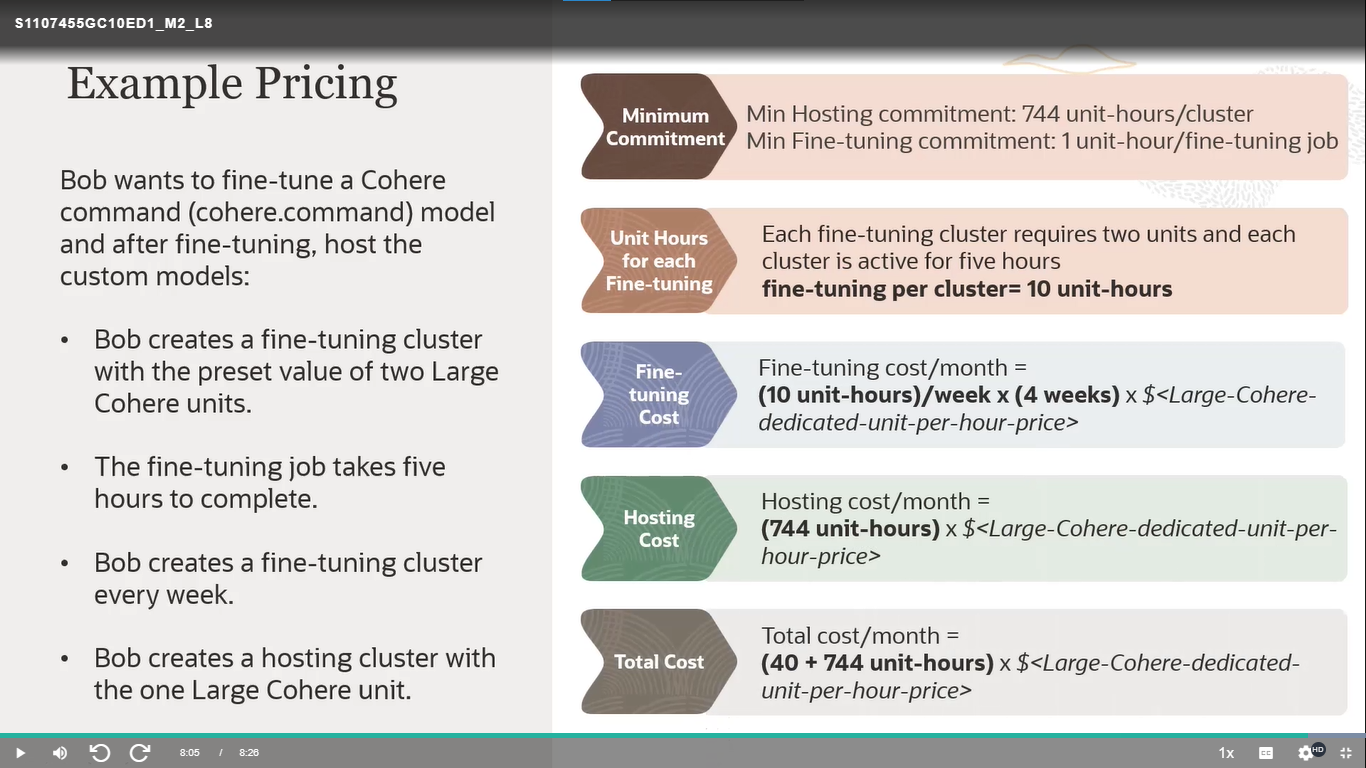 S1107455GC10ED1_M2_L8
Example Pricing
Bob wants to fine-tune a Cohere
command (cohere.command) model
and after fine-tuning, host the
custom models:
• Bob creates a fine-tuning cluster
with the preset value of two Large
Cohere units.
• The fine-tuning job takes five
hours to complete.
• Bob creates a fine-tuning cluster
every week.
• Bob creates a hosting cluster with
the one Large Cohere unit.
Minimum
Commitment
Min Hosting commitment: 744 unit-hours/cluster
Min Fine-tuning commitment: 1 unit-hour/fine-tuning job
Unit Hours
for each
Fine-tuning
Each fine-tuning cluster requires two units and each
cluster is active for five hours
fine-tuning per cluster= 10 unit-hours
Fine-
tuning
Cost
Fine-tuning cost/month =
(10 unit-hours)/week x (4 weeks) x $<Large-Cohere-
dedicated-unit-per-hour-price>
Hosting
Cost
Hosting cost/month =
(744 unit-hours) x $<Large-Cohere-dedicated-unit-per-
hour-price>
Total Cost
Total cost/month =
(40 + 744 unit-hours) x $<Large-Cohere-dedicated-
unit-per-hour-price>
8:05 / 8:26
1x
CC
HD